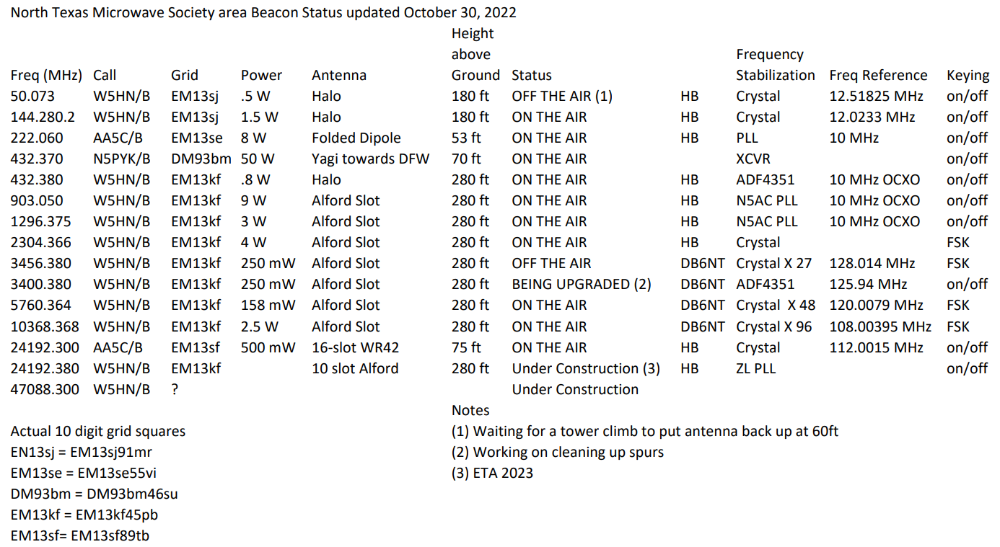 North Texas Microwave Society area Beacon Status updated October 30, 2022
Height
above Frequency
Freq (MHz) Call Grid Power Antenna Ground Status Stabilization Freq Reference Keying
50.073 W5HN/B EM13sj .5 W Halo 180 ft OFF THE AIR (1) HB Crystal 12.51825 MHz on/off
144.280.2 W5HN/B EM13sj 1.5 W Halo 180 ft ON THE AIR HB Crystal 12.0233 MHz on/off
222.060 AA5C/B EM13se 8 W Folded Dipole 53 ft ON THE AIR HB PLL 10 MHz on/off
432.370 N5PYK/B DM93bm 50 W Yagi towards DFW 70 ft ON THE AIR XCVR on/off
432.380 W5HN/B EM13kf .8 W Halo 280 ft ON THE AIR HB ADF4351 10 MHz OCXO on/off
903.050 W5HN/B EM13kf 9 W Alford Slot 280 ft ON THE AIR HB N5AC PLL 10 MHz OCXO on/off
1296.375 W5HN/B EM13kf 3 W Alford Slot 280 ft ON THE AIR HB N5AC PLL 10 MHz OCXO on/off
2304.366 W5HN/B EM13kf 4 W Alford Slot 280 ft ON THE AIR HB Crystal FSK
3456.380 W5HN/B EM13kf 250 mW Alford Slot 280 ft OFF THE AIR DB6NT Crystal X 27 128.014 MHz FSK
3400.380 W5HN/B EM13kf 250 mW Alford Slot 280 ft BEING UPGRADED (2) DB6NT ADF4351 125.94 MHz on/off
5760.364 W5HN/B EM13kf 158 mW Alford Slot 280 ft ON THE AIR DB6NT Crystal X 48 120.0079 MHz FSK
10368.368 W5HN/B EM13kf 2.5 W Alford Slot 280 ft ON THE AIR DB6NT Crystal X 96 108.00395 MHz FSK
24192.300 AA5C/B EM13sf 500 mW 16-slot WR42 75 ft ON THE AIR HB Crystal 112.0015 MHz on/off
24192.380 W5HN/B EM13kf 10 slot Alford 280 ft Under Construction (3) HB ZL PLL on/off
47088.300 W5HN/B ? Under Construction
Notes
Actual 10 digit grid squares (1) Waiting for a tower climb to put antenna back up at 60ft
EN13sj = EM13sj91mr (2) Working on cleaning up spurs
EM13se = EM13se55vi (3) ETA 2023
DM93bm = DM93bm46su
EM13kf = EM13kf45pb
EM13sf= EM13sf89tb